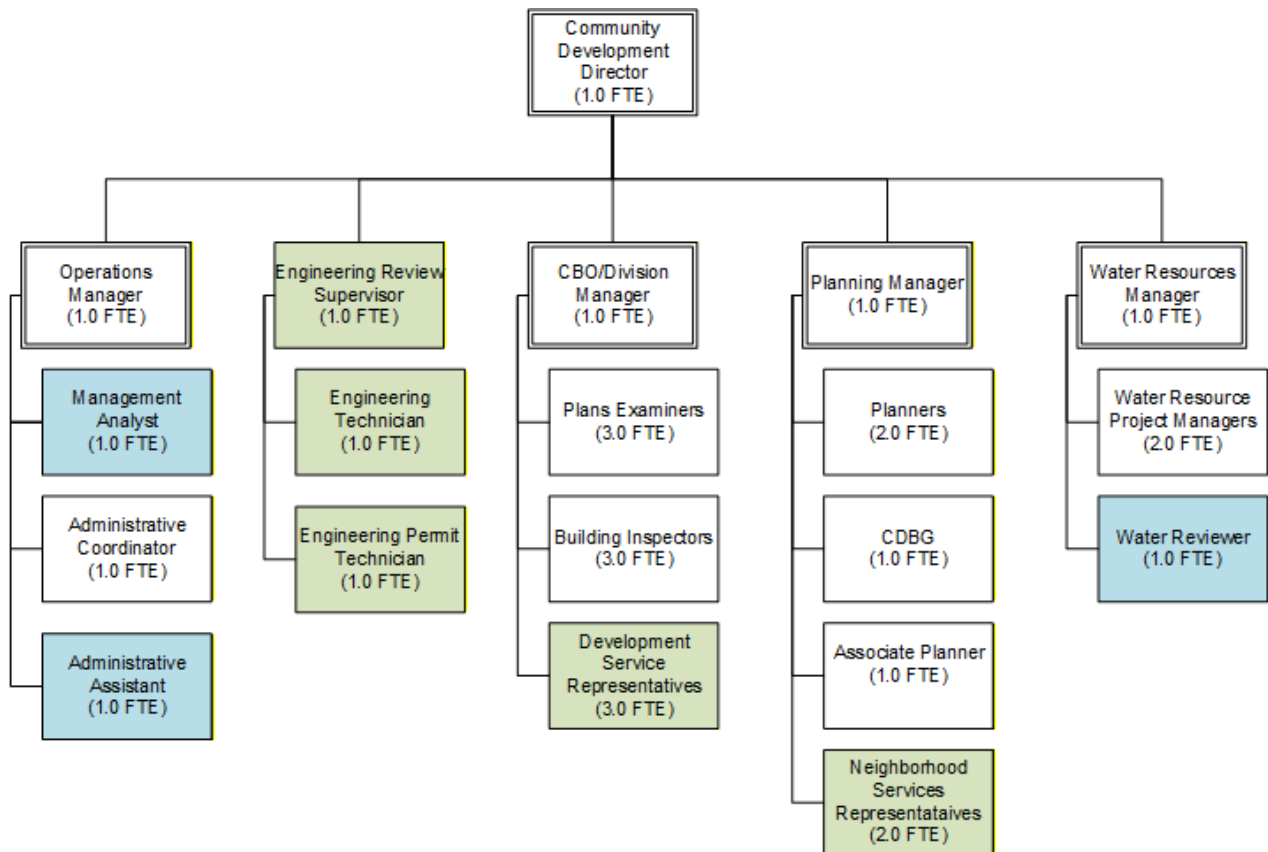 Community
Development
Director
(1.0 FTE)
Operations
Manager
(1.0 FTE)
Engineering Review
Supervisor
(1.0 FTE)
CBO/Division
Manager
(1.0 FTE)
Planning Manager
(1.0 FTE)
Water Resources
Manager
(1.0 FTE)
Management
Analyst
(1.0 FTE)
Engineering
Technician
(1.0 FTE)
Plans Examiners
(3.0 FTE)
Planners
(2.0 FTE)
Water Resource
Project Managers
(2.0 FTE)
Administrative
Coordinator
(1.0 FTE)
Engineering Permit
Technician
(1.0 FTE)
Building Inspectors
(3.0 FTE)
CDBG
(1.0 FTE)
Water Reviewer
(1.0 FTE)
Administrative
Assistant
(1.0 FTE)
Development
Service
Representatives
(3.0 FTE)
Associate Planner
(1.0 FTE)
Neighborhood
Services
Representataives
(2.0 FTE)